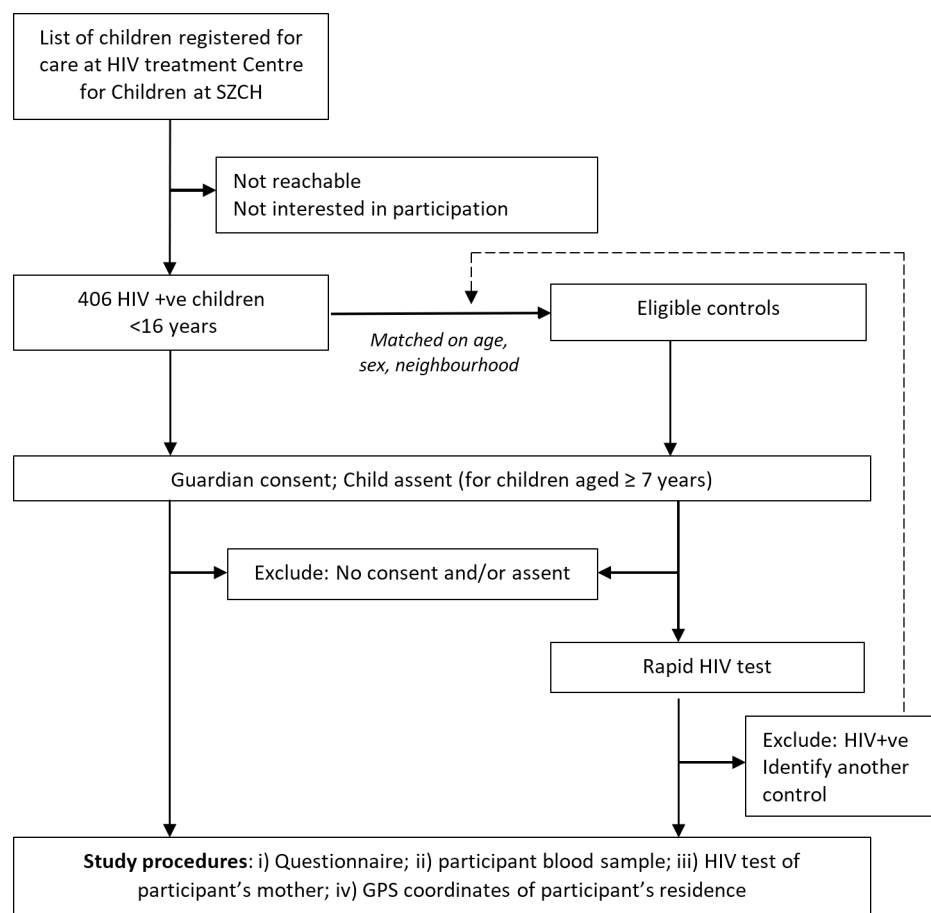 List of children registered for
care at HIV treatment Centre
for Children at SZCH
Not reachable
Not interested in participation
406 HIV +ve children
<16 years
Matched on age,
sex, neighbourhood
Eligible controls
Guardian consent; Child assent (for children aged ≥ 7 years)
Exclude: No consent and/or assent
Rapid HIV test
Exclude: HIV+ve
Identify another
control
Study procedures: i) Questionnaire; ii) participant blood sample; iii) HIV test of
participant’s mother; iv) GPS coordinates of participant’s residence